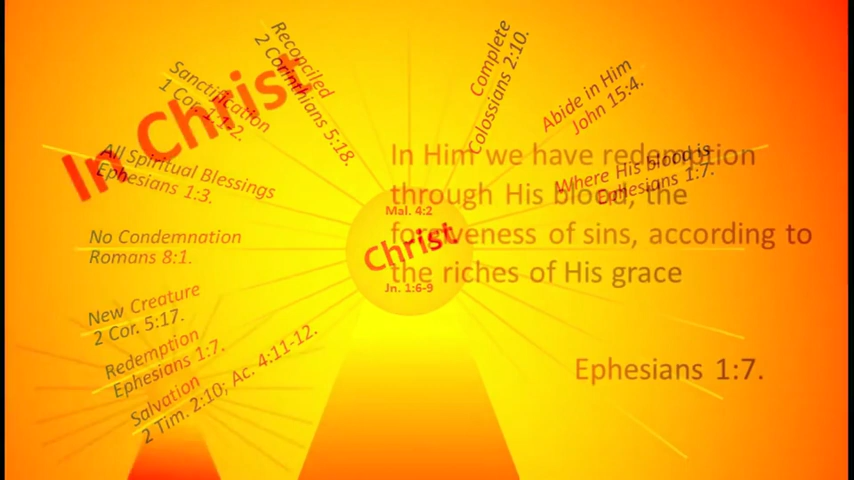 In Christ
Reconciled
2 Corinthians 5:18.
Complete
Colossians 2:10.
Sanctification
1 Cor. 1:1-2.
Abide in Him
John 15:4.
All Spiritual Blessings
Ephesians 1:3.
Where His blood is
Ephesians 1:7.
No Condemnation
Romans 8:1.
New Creature
2 Cor. 5:17.
Redemption
Ephesians 1:7.
Salvation
2 Tim. 2:10; Ac. 4:11-12.
Mal. 4:2
Christ
Jn. 1:6-9
In Him we have redemption
through His blood, the
forgiveness of sins, according to
the riches of His grace
Ephesians 1:7.